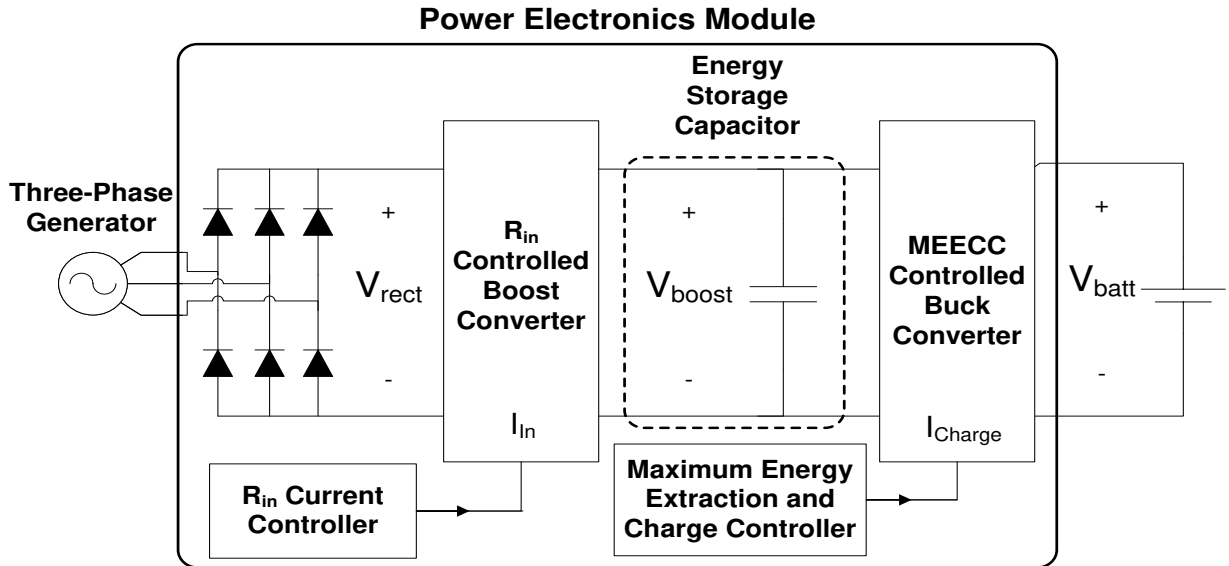 Power Electronics Module
Three-Phase
Generator
+
V_rect
-
R_in
Controlled
Boost
Converter
I_In
Energy
Storage
Capacitor
+
V_boost
-
MEECC
Controlled
Buck
Converter
I_Charge
+
V_batt
-
R_in Current
Controller
Maximum Energy
Extraction and
Charge Controller